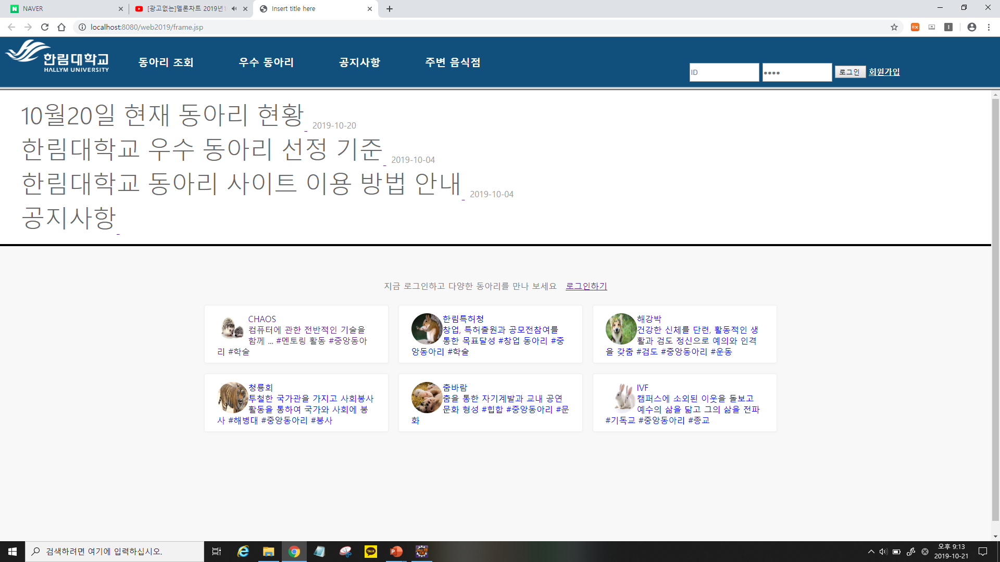 NAVER
[광고없는]멜론차트 2019년1
Insert title here
localhost:8080/web2019/frame.jsp
한림대학교
HALLYM UNIVERSITY
동아리 조회
우수 동아리
공지사항
주변 음식점
ID
••••
로그인
회원가입
10월20일 현재 동아리 현황 2019-10-20
한림대학교 우수 동아리 선정 기준 2019-10-04
한림대학교 동아리 사이트 이용 방법 안내 2019-10-04
공지사항
지금 로그인하고 다양한 동아리를 만나 보세요 로그인하기
CHAOS
컴퓨터에 관한 전반적인 기술을
함께 ... #멘토링 활동 #중앙동아
리 #학술
한림특허청
창업, 특허출원과 공모전참여를
통한 목표달성 #창업 동아리 #중
앙동아리 #학술
해강박
건강한 신체를 단련, 활동적인 생
활과 검도 정신으로 예의와 인격
을 갖춤 #검도 #중앙동아리 #운동
청룡회
투철한 국가관을 가지고 사회봉사
활동을 통하여 국가와 사회에 봉
사 #해병대 #중앙동아리 #봉사
춤바람
춤을 통한 자기계발과 교내 공연
문화 형성 #힙합 #중앙동아리 #문
화
IVF
캠퍼스에 소외된 이웃을 돌보고
예수의 삶을 닮고 그의 삶을 전파
#기독교 #중앙동아리 #종교
검색하려면 여기에 입력하십시오.
TALK
오후 9:13
2019-10-21